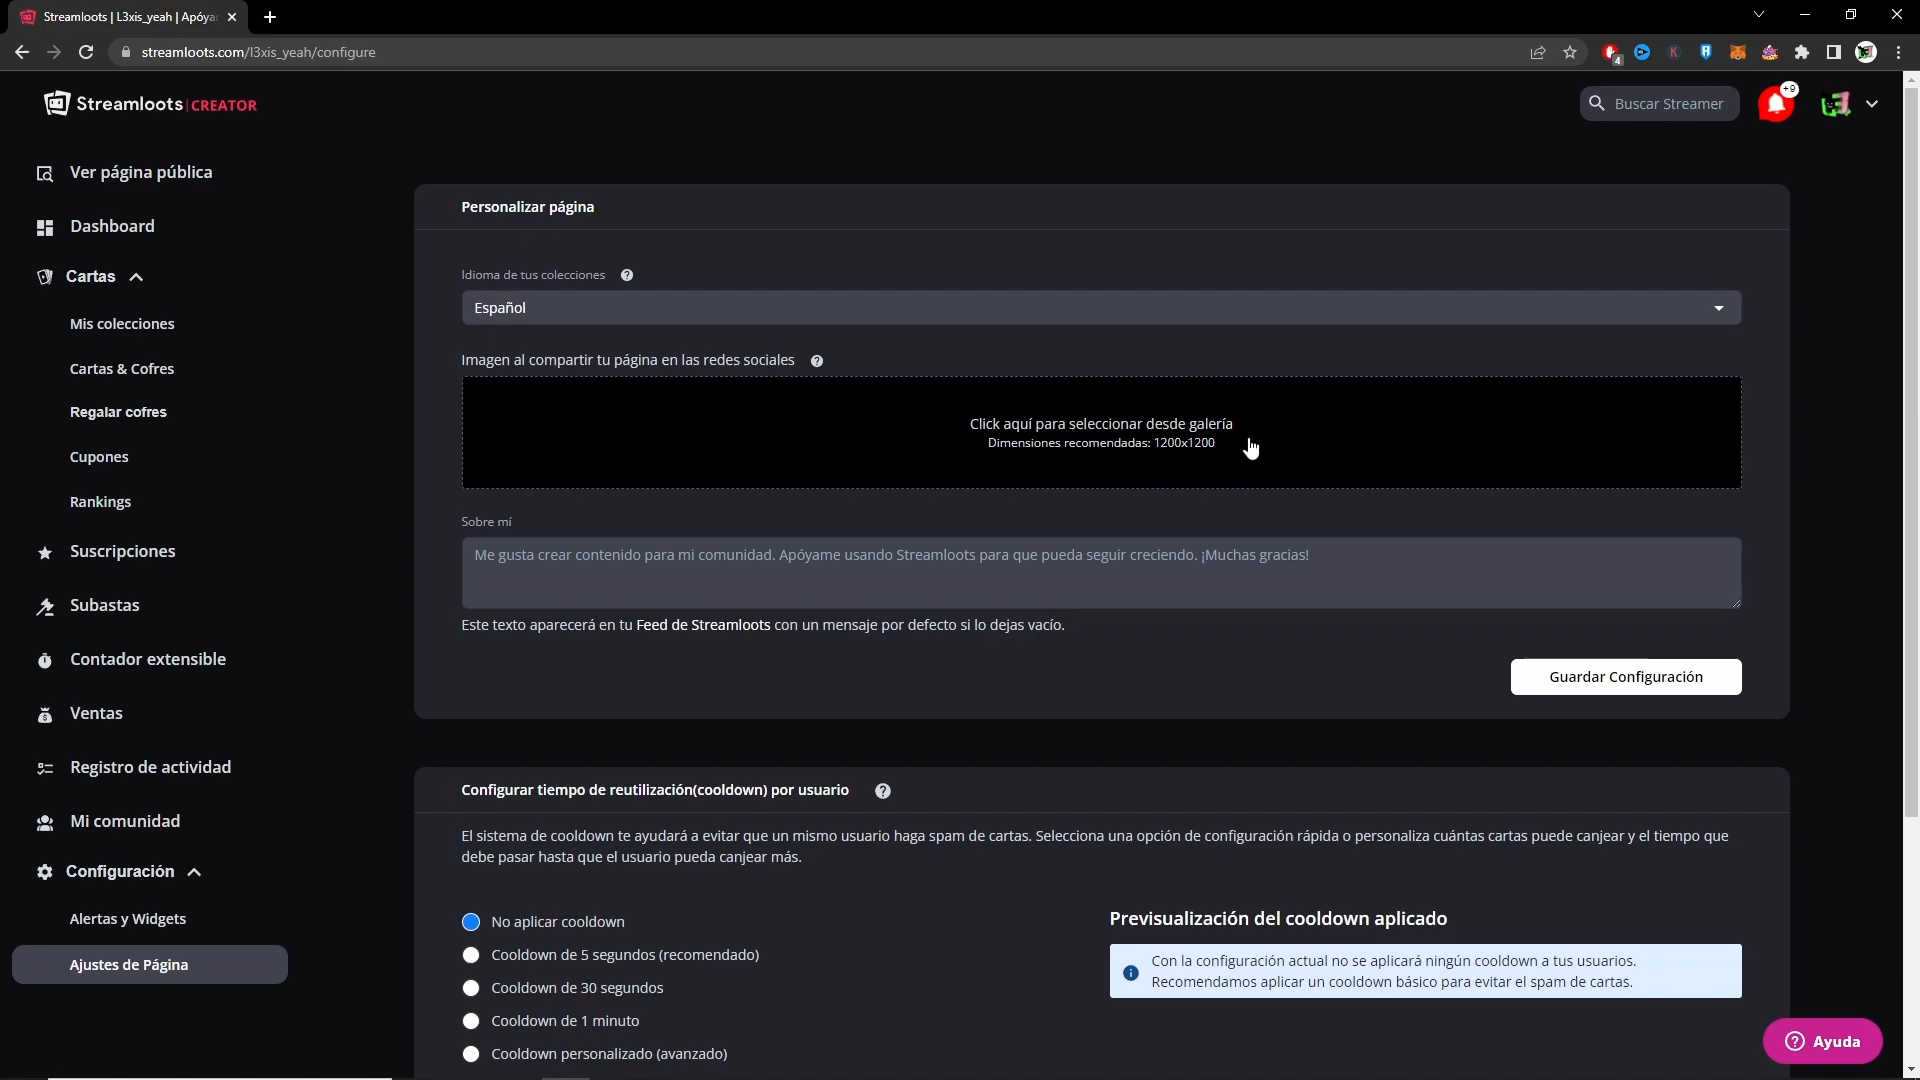 Streamloots | L3xis_yeah | Apóya
streamloots.com/l3xis_yeah/configure
4
Streamloots | CREATOR
Buscar Streamer
+9
Ver página pública
Dashboard
Cartas
Mis colecciones
Cartas & Cofres
Regalar cofres
Cupones
Rankings
Suscripciones
Subastas
Contador extensible
Ventas
Registro de actividad
Mi comunidad
Configuración
Alertas y Widgets
Ajustes de Página
Personalizar página
Idioma de tus colecciones
Español
Imagen al compartir tu página en las redes sociales
Click aquí para seleccionar desde galería
Dimensiones recomendadas: 1200x1200
Sobre mí
Me gusta crear contenido para mi comunidad. Apóyame usando Streamloots para que pueda seguir creciendo. ¡Muchas gracias!
Este texto aparecerá en tu Feed de Streamloots con un mensaje por defecto si lo dejas vacío.
Guardar Configuración
Configurar tiempo de reutilización(cooldown) por usuario
El sistema de cooldown te ayudará a evitar que un mismo usuario haga spam de cartas. Selecciona una opción de configuración rápida o personaliza cuántas cartas puede canjear y el tiempo que
debe pasar hasta que el usuario pueda canjear más.
No aplicar cooldown
Cooldown de 5 segundos (recomendado)
Cooldown de 30 segundos
Cooldown de 1 minuto
Cooldown personalizado (avanzado)
Previsualización del cooldown aplicado
Con la configuración actual no se aplicará ningún cooldown a tus usuarios.
Recomendamos aplicar un cooldown básico para evitar el spam de cartas.
Ayuda